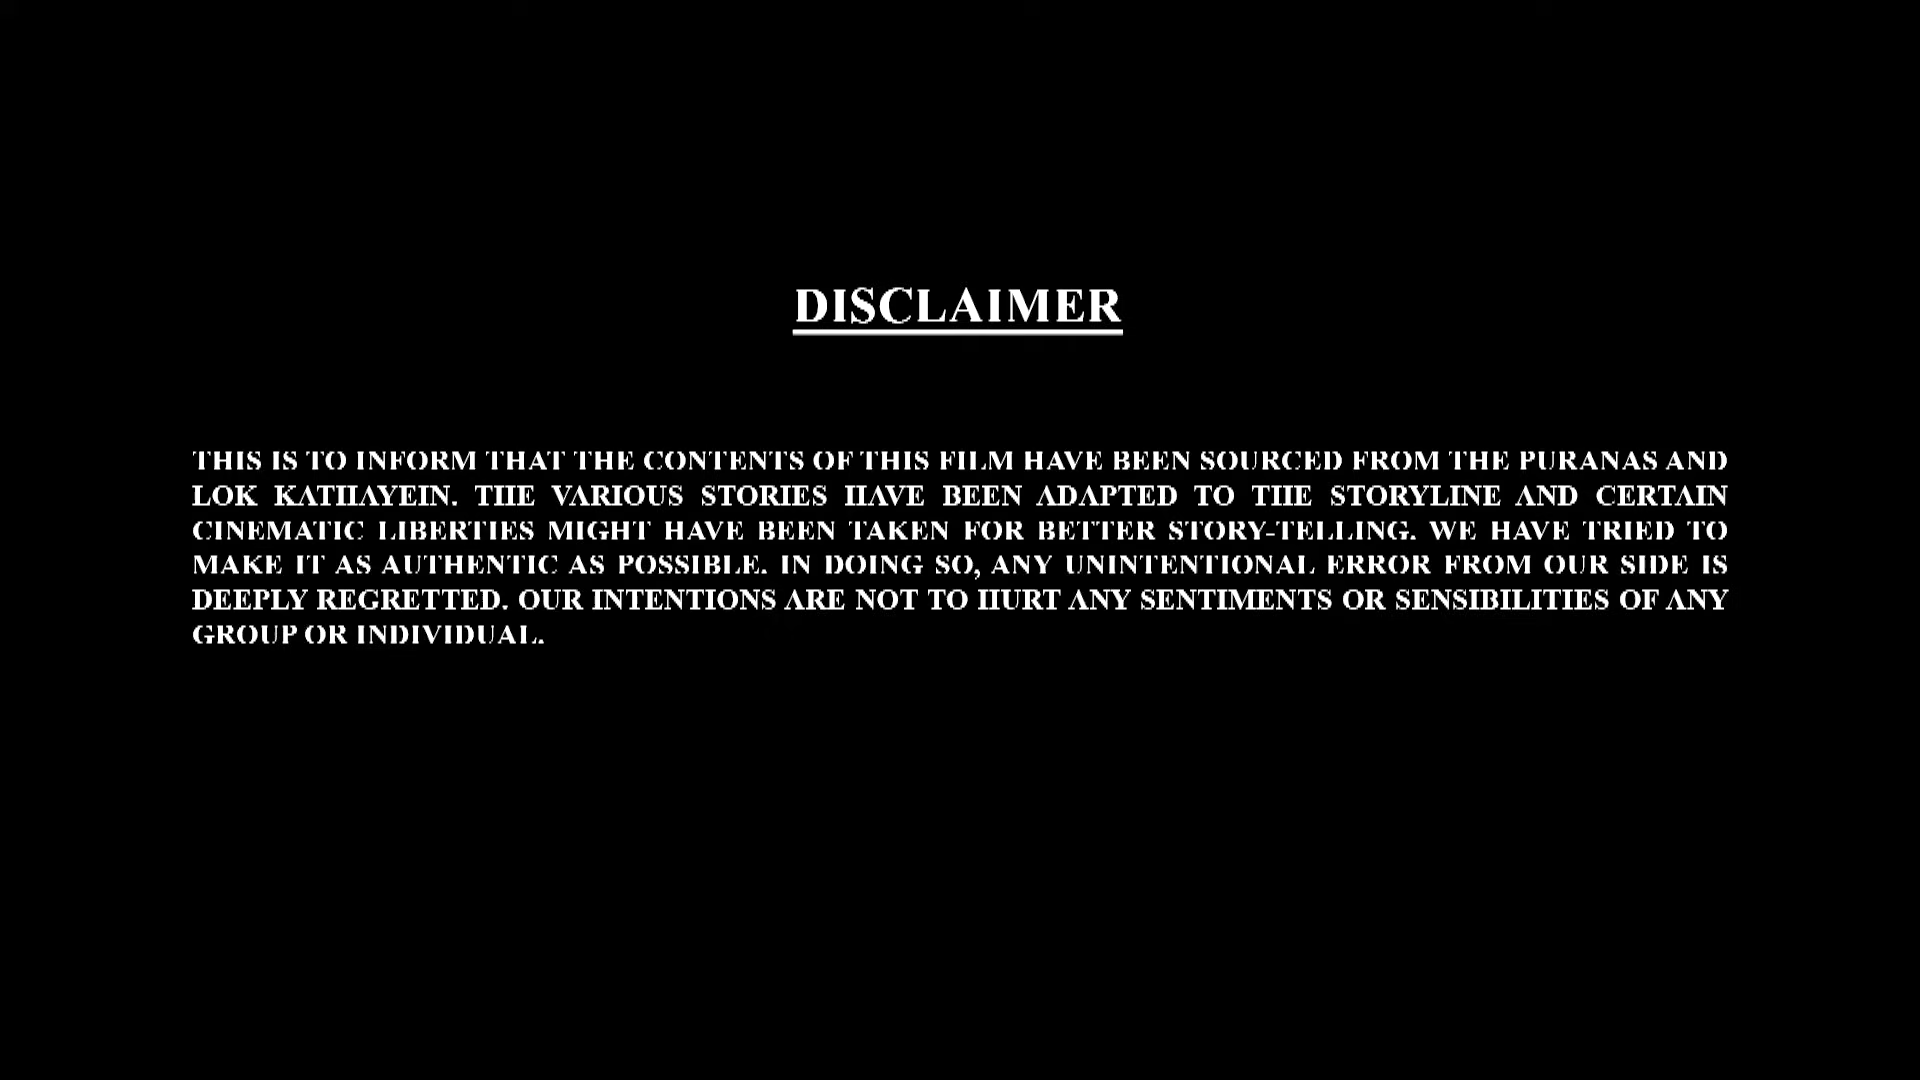 DISCLAIMER
THIS IS TO INFORM THAT THE CONTENTS OF THIS FILM HAVE BEEN SOURCED FROM THE PURANAS AND
LOK KATHAYEIN. THE VARIOUS STORIES HAVE BEEN ADAPTED TO THE STORYLINE AND CERTAIN
CINEMATIC LIBERTIES MIGHT HAVE BEEN TAKEN FOR BETTER STORY-TELLING. WE HAVE TRIED TO
MAKE IT AS AUTHENTIC AS POSSIBLE. IN DOING SO, ANY UNINTENTIONAL ERROR FROM OUR SIDE IS
DEEPLY REGRETTED. OUR INTENTIONS ARE NOT TO HURT ANY SENTIMENTS OR SENSIBILITIES OF ANY
GROUP OR INDIVIDUAL.